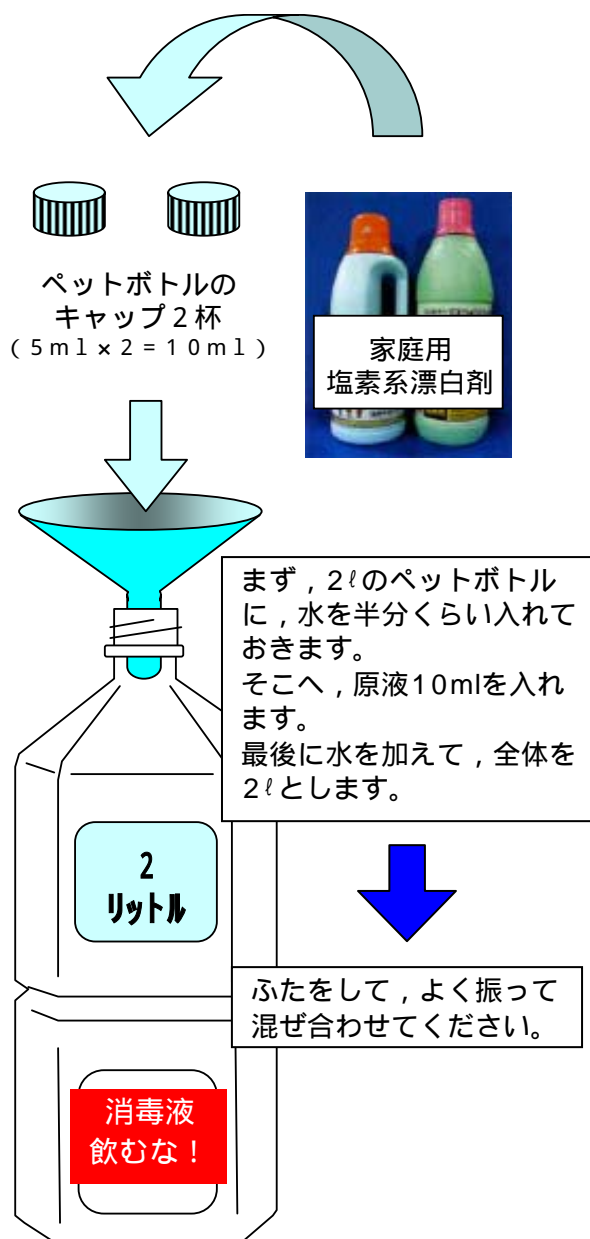 ペットボトルの
キャップ２杯
（５ｍｌ×２＝１０ｍｌ）
家庭用
塩素系漂白剤
まず，2ℓのペットボトル
に，水を半分くらい入れて
おきます。
そこへ，原液10mlを入れ
ます。
最後に水を加えて，全体を
2ℓとします。
2
リットル
ふたをして，よく振って
混ぜ合わせてください。
消毒液
飲むな！